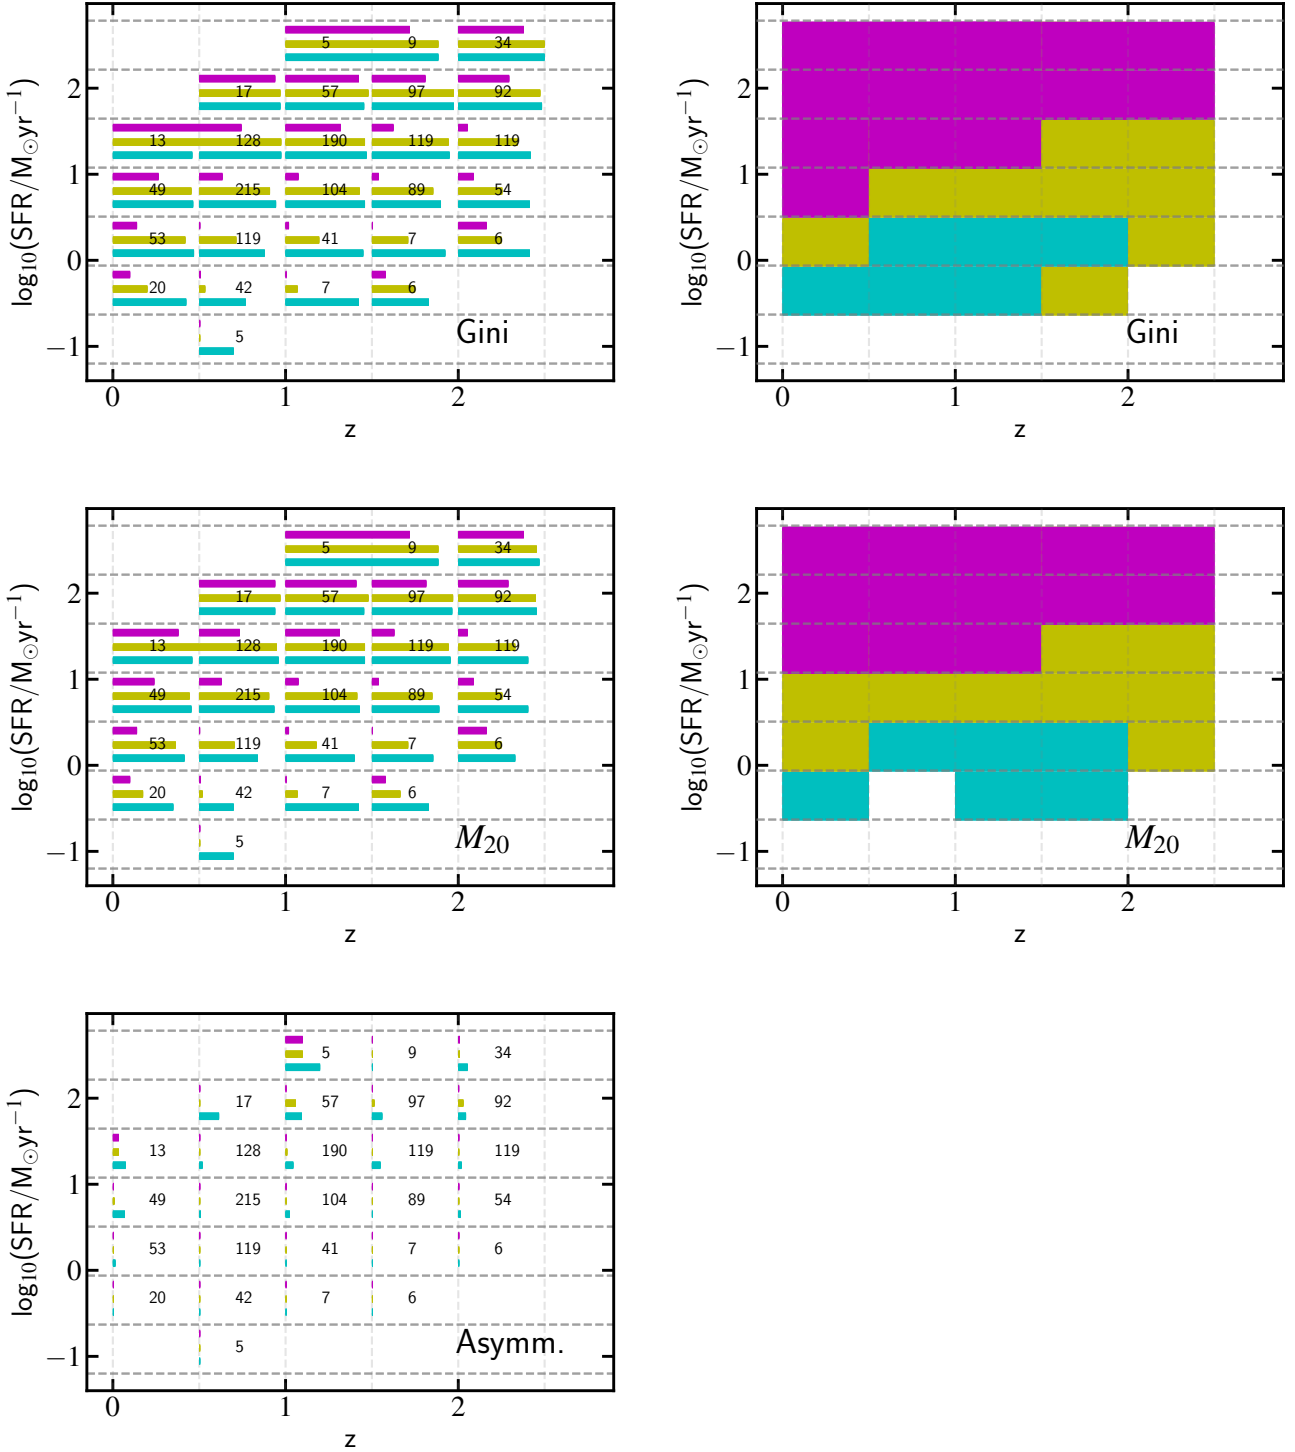 5 9 34
17 57 97 92
13 128 190 119 119
49 215 104 89 54
53 119 41 7 6
20 42 7 6
5
Gini
2
1
0
−1
0 1 2
z
log₁₀(SFR/M⊙yr⁻¹)
Gini
2
1
0
−1
0 1 2
z
log₁₀(SFR/M⊙yr⁻¹)
5 9 34
17 57 97 92
13 128 190 119 119
49 215 104 89 54
53 119 41 7 6
20 42 7 6
5
M₂₀
2
1
0
−1
0 1 2
z
log₁₀(SFR/M⊙yr⁻¹)
M₂₀
2
1
0
−1
0 1 2
z
log₁₀(SFR/M⊙yr⁻¹)
5 9 34
17 57 97 92
13 128 190 119 119
49 215 104 89 54
53 119 41 7 6
20 42 7 6
5
Asymm.
2
1
0
−1
0 1 2
z
log₁₀(SFR/M⊙yr⁻¹)